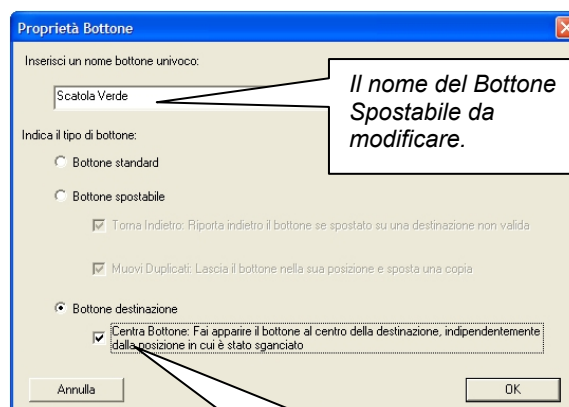 Proprietà Bottone
Inserisci un nome bottone univoco:
Scatola Verde
Il nome del Bottone
Spostabile da
modificare.
Indica il tipo di bottone:
Bottone standard
Bottone spostabile
Torna Indietro: Riporta indietro il bottone se spostato su una destinazione non valida
Muovi Duplicati: Lascia il bottone nella sua posizione e sposta una copia
Bottone destinazione
Centra Bottone: Fai apparire il bottone al centro della destinazione, indipendentemente
dalla posizione in cui è stato sganciato
Annulla
OK